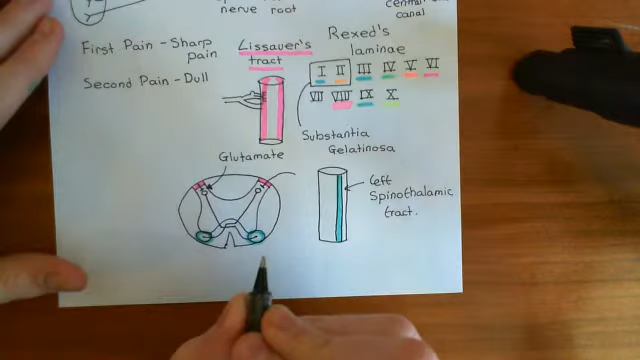 nerve root
central
canal
First Pain - Sharp
pain
Second Pain - Dull
Lissauer's
tract
Rexed's
laminae
I II III IV V VI
VII VIII IX X
Substantia
Gelatinosa
Glutamate
Left
Spinothalamic
tract.